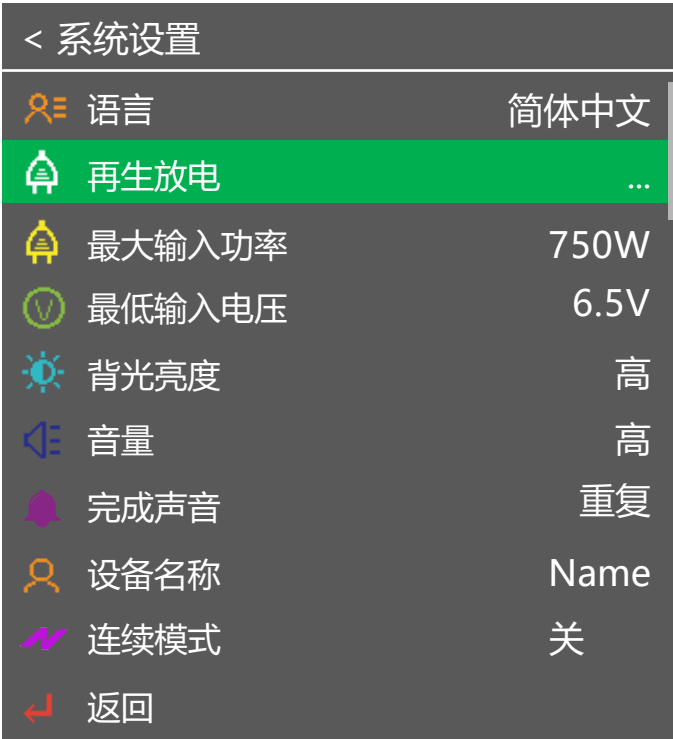 < 系统设置
语言 简体中文
再生放电 ...
最大输入功率 750W
最低输入电压 6.5V
背光亮度 高
音量 高
完成声音 重复
设备名称 Name
连续模式 关
返回